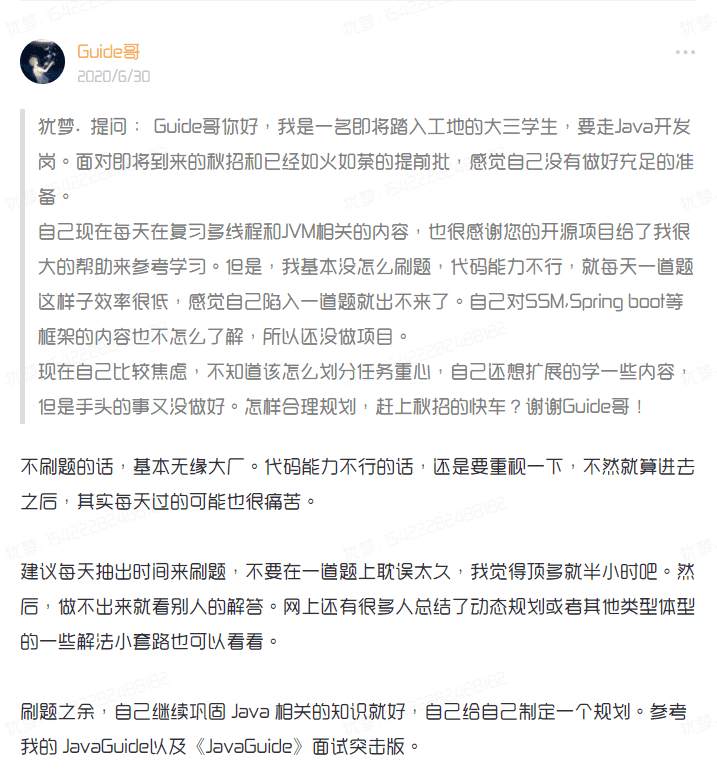 Guide哥
2020/6/30
犹梦. 提问： Guide哥你好，我是一名即将踏入工地的大三学生，要走Java开发
岗。面对即将到来的秋招和已经如火如荼的提前批，感觉自己没有做好充足的准
备。
自己现在每天在复习多线程和JVM相关的内容，也很感谢您的开源项目给了我很
大的帮助来参考学习。但是，我基本没怎么刷题，代码能力不行，就每天一道题
这样子效率很低，感觉自己陷入一道题就出不来了。自己对SSM,Spring boot等
框架的内容也不怎么了解，所以还没做项目。
现在自己比较焦虑，不知道该怎么划分任务重心，自己还想扩展的学一些内容，
但是手头的事又没做好。怎样合理规划，赶上秋招的快车？谢谢Guide哥！
不刷题的话，基本无缘大厂。代码能力不行的话，还是要重视一下，不然就算进去
之后，其实每天过的可能也很痛苦。
建议每天抽出时间来刷题，不要在一道题上耽误太久，我觉得顶多就半小时吧。然
后，做不出来就看别人的解答。网上还有很多人总结了动态规划或者其他类型体型
的一些解法小套路也可以看看。
刷题之余，自己继续巩固 Java 相关的知识就好，自己给自己制定一个规划。参考
我的 JavaGuide以及《JavaGuide》面试突击版。